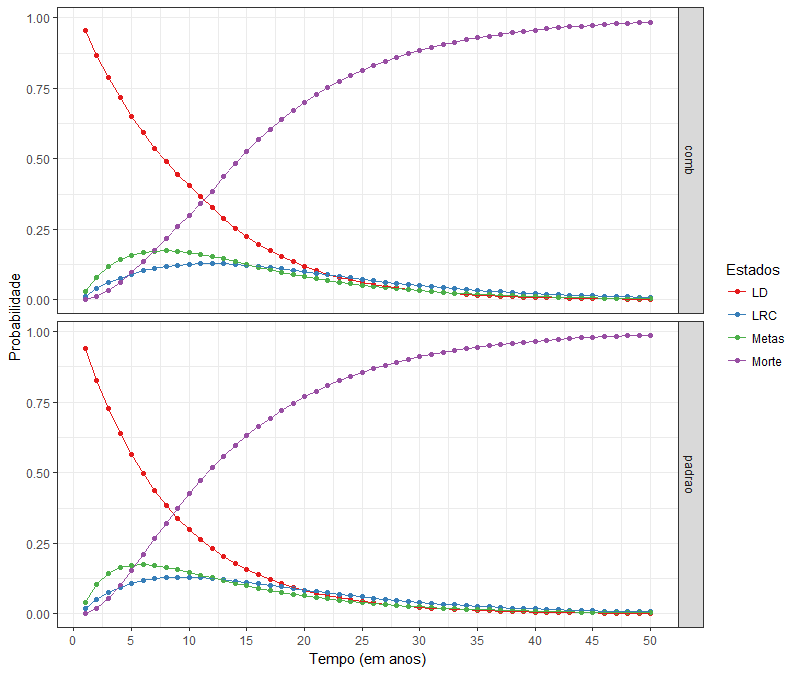 Probabilidade
1.00
0.75
0.50
0.25
0.00
comb
1.00
0.75
0.50
0.25
0.00
padrao
0 5 10 15 20 25 30 35 40 45 50
Tempo (em anos)
Estados
LD
LRC
Metas
Morte